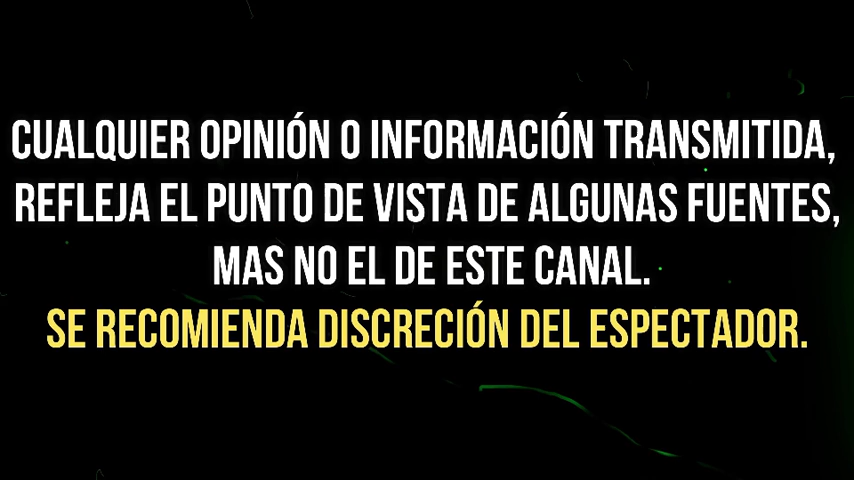 CUALQUIER OPINIÓN O INFORMACIÓN TRANSMITIDA,
REFLEJA EL PUNTO DE VISTA DE ALGUNAS FUENTES,
MAS NO EL DE ESTE CANAL.
SE RECOMIENDA DISCRECIÓN DEL ESPECTADOR.